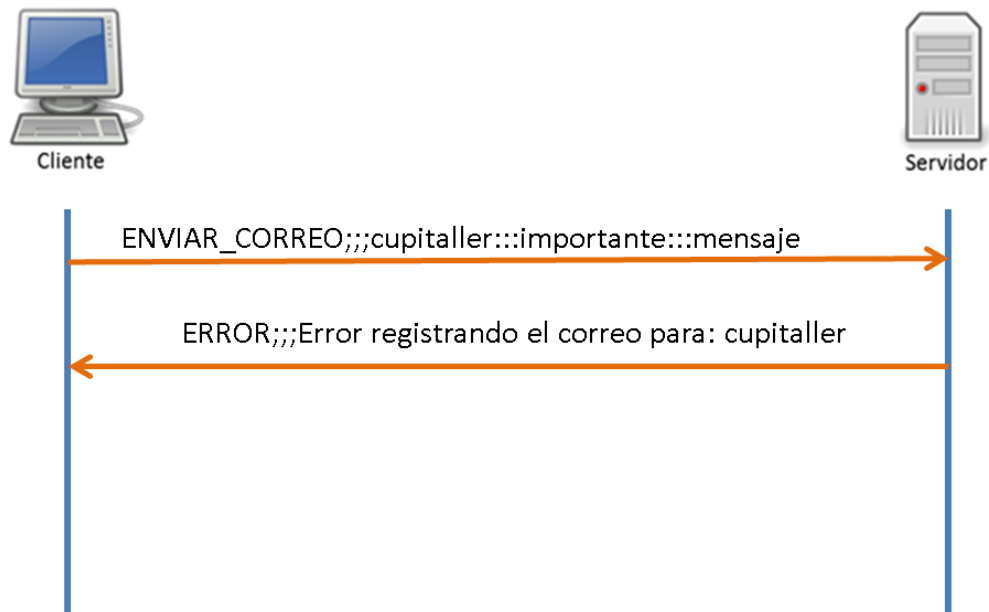 Cliente
Servidor
ENVIAR_CORREO;;;cupitaller:::importante:::mensaje
ERROR;;;Error registrando el correo para: cupitaller